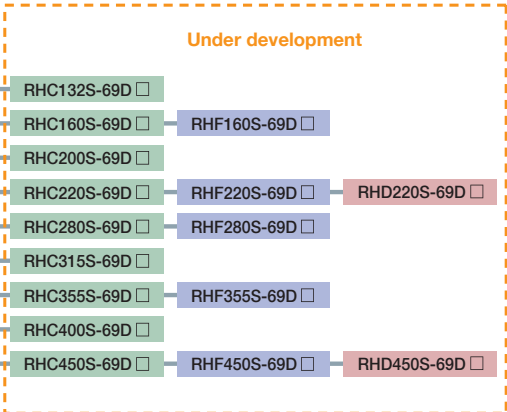 Under development
RHC132S-69D □
RHC160S-69D □ RHF160S-69D □
RHC200S-69D □
RHC220S-69D □ RHF220S-69D □ RHD220S-69D □
RHC280S-69D □ RHF280S-69D □
RHC315S-69D □
RHC355S-69D □ RHF355S-69D □
RHC400S-69D □
RHC450S-69D □ RHF450S-69D □ RHD450S-69D □